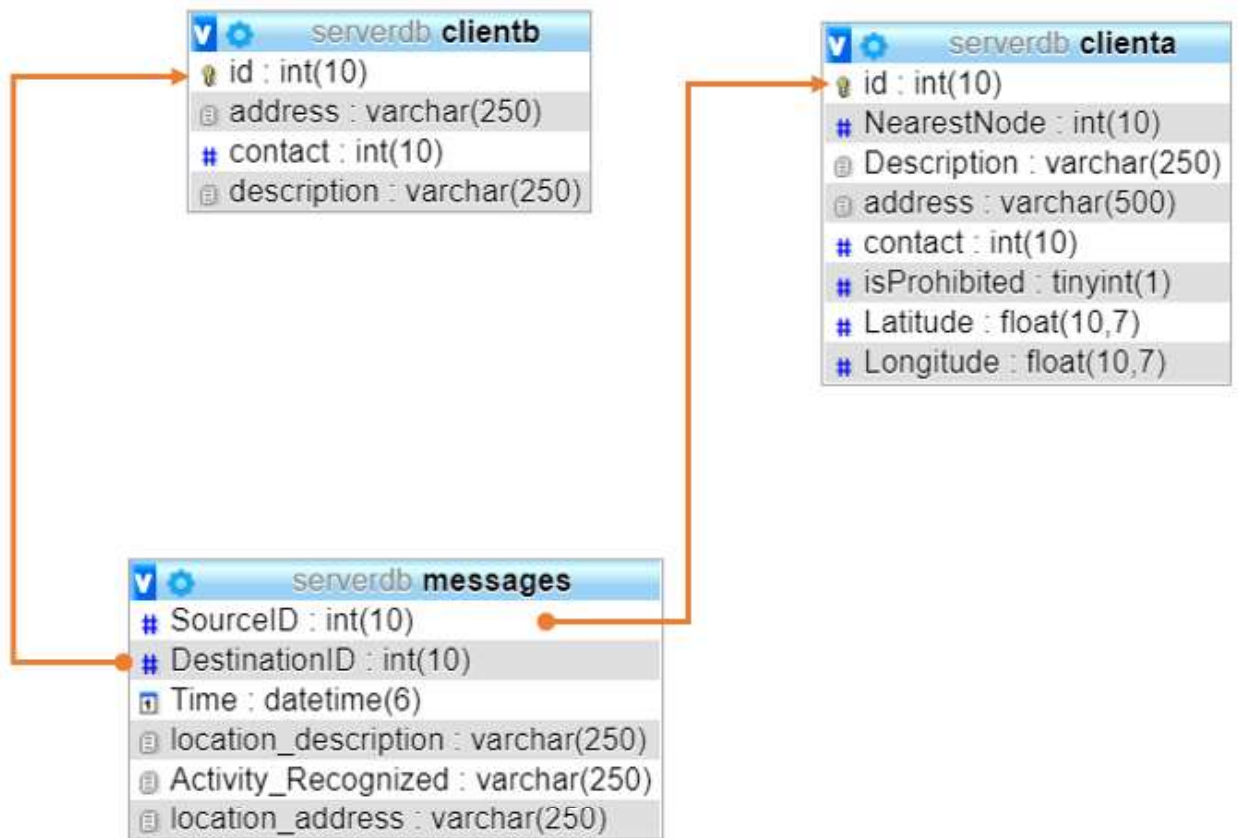 serverdb clientb
id : int(10)
address : varchar(250)
contact : int(10)
description : varchar(250)
serverdb clienta
id : int(10)
NearestNode : int(10)
Description : varchar(250)
address : varchar(500)
contact : int(10)
isProhibited : tinyint(1)
Latitude : float(10,7)
Longitude : float(10,7)
serverdb messages
SourceID : int(10)
DestinationID : int(10)
Time : datetime(6)
location_description : varchar(250)
Activity_Recognized : varchar(250)
location_address : varchar(250)